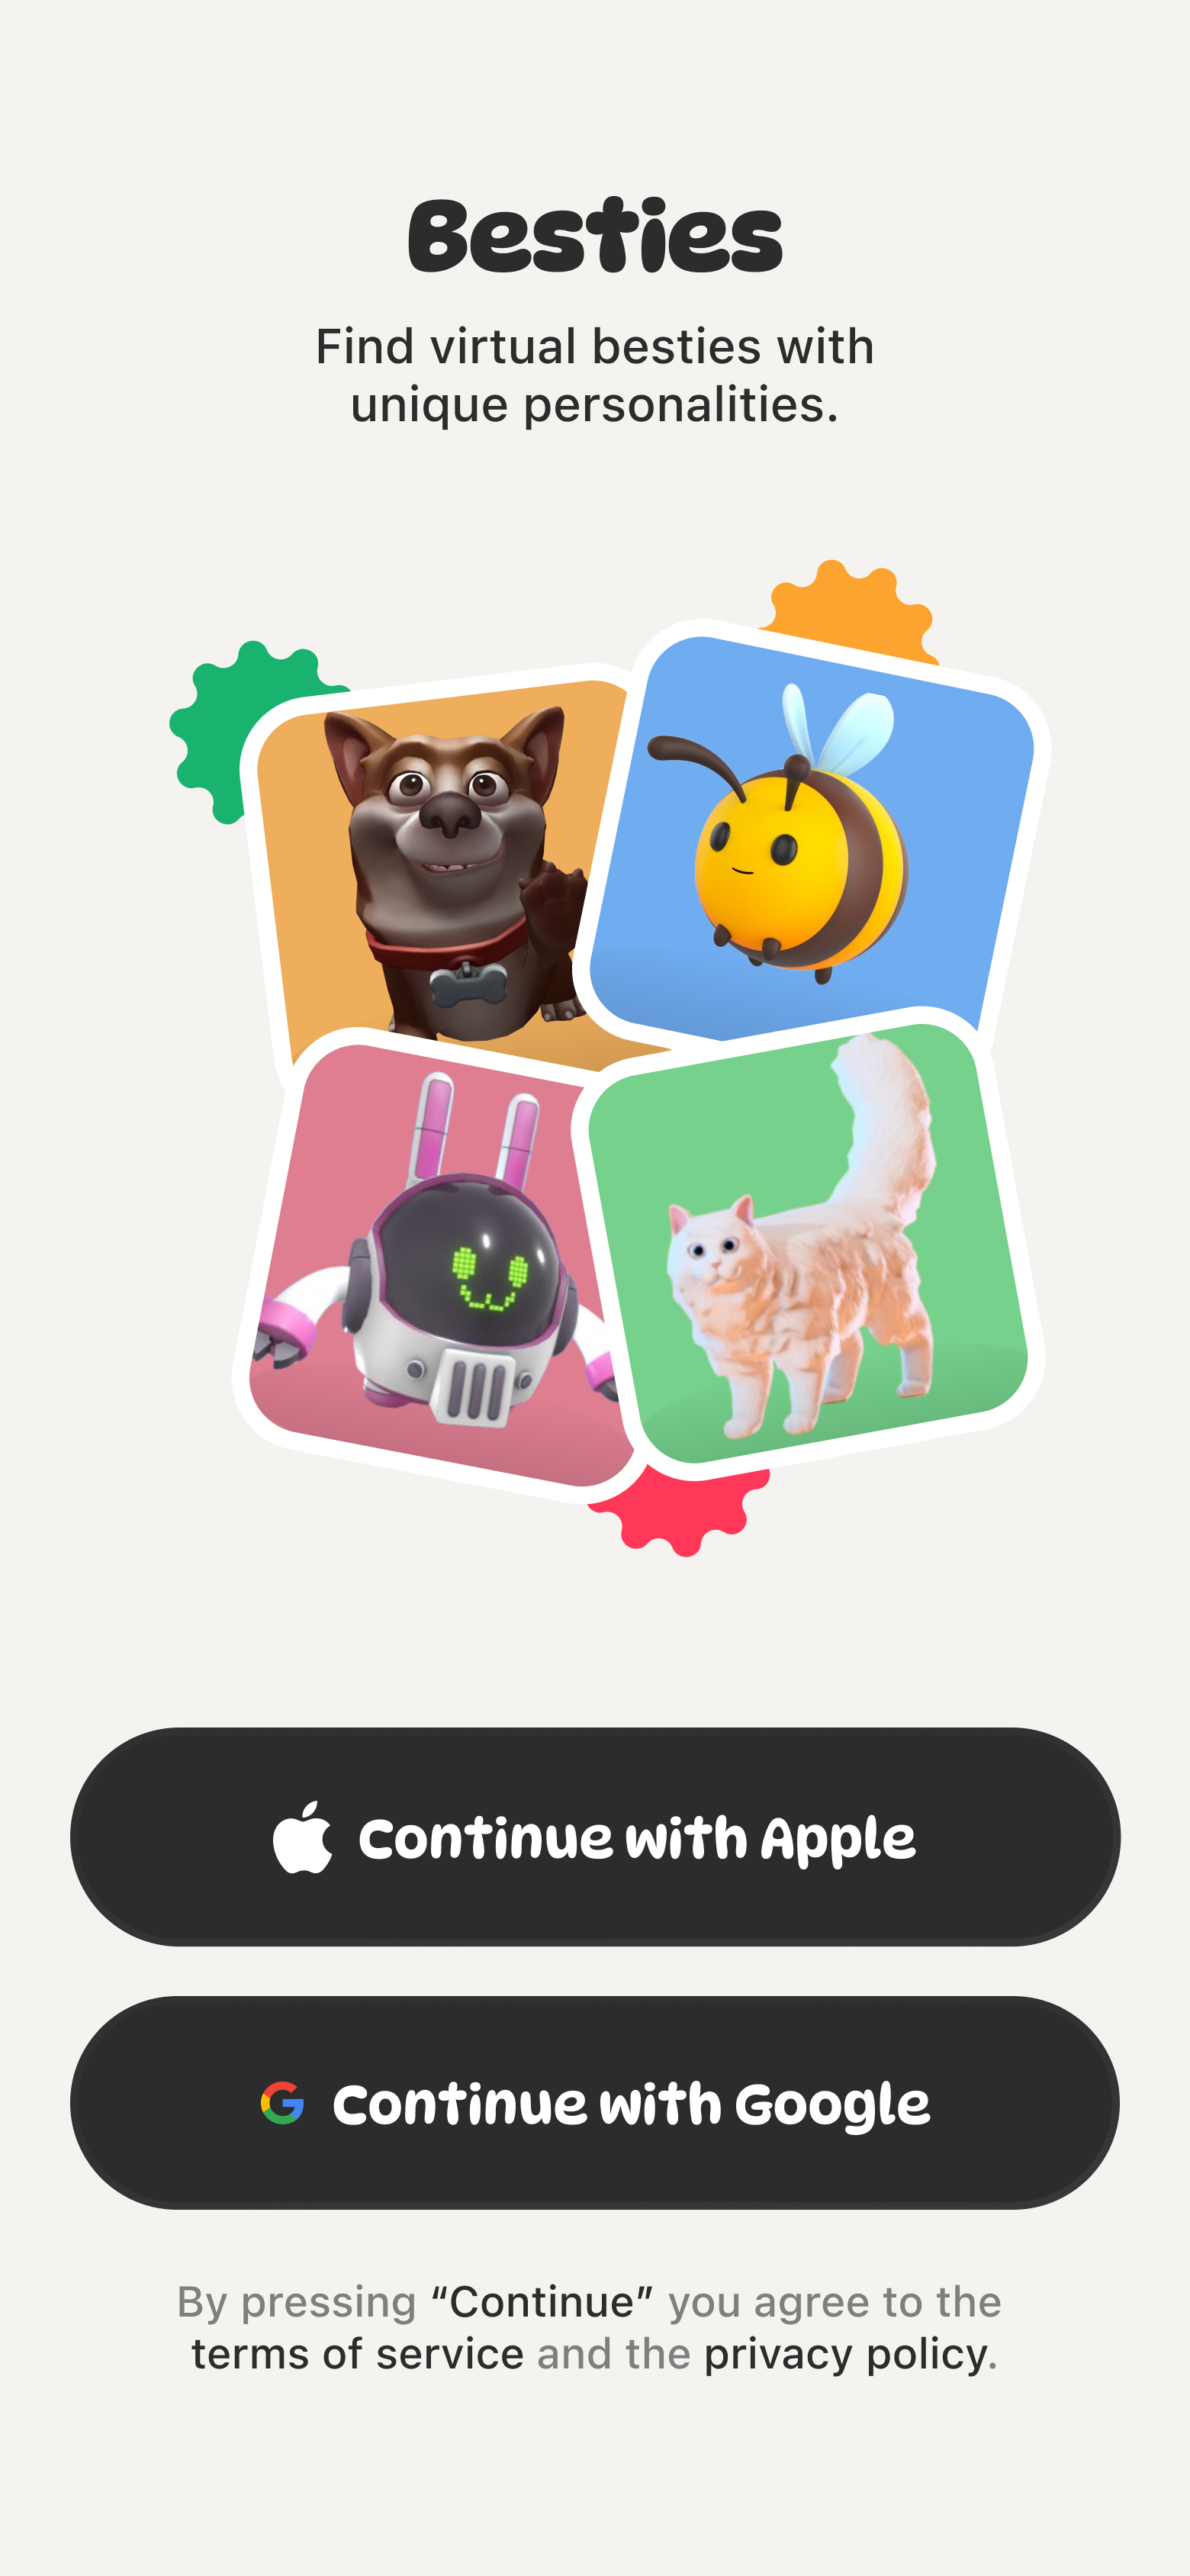 Besties
Find virtual besties with
unique personalities.
Continue with Apple
Continue with Google
By pressing “Continue” you agree to the
terms of service and the privacy policy.